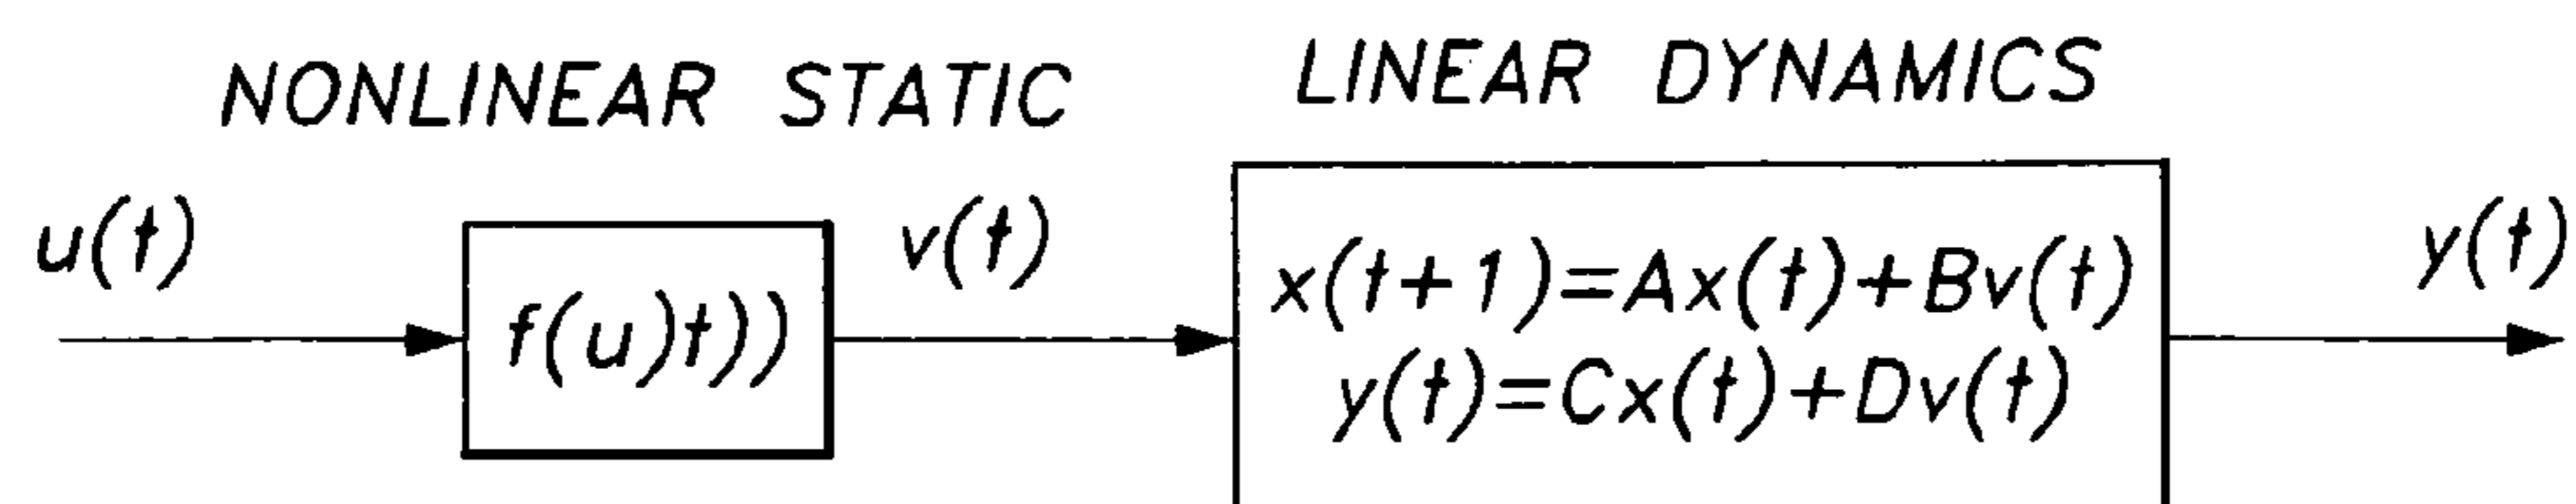 NONLINEAR STATIC
LINEAR DYNAMICS
u(t)
f(u)t))
v(t)
x(t+1)=Ax(t)+Bv(t)
y(t)=Cx(t)+Dv(t)
y(t)